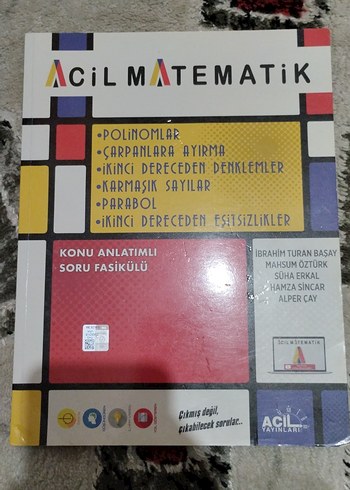 ACİL MATEMATİK
•POLİNOMLAR
•ÇARPANLARA AYIRMA
•İKİNCİ DERECEDEN DENKLEMLER
•KARMAŞIK SAYILAR
•PARABOL
•İKİNCİ DERECEDEN EŞİTSİZLİKLER
KONU ANLATIMLI
SORU FASİKÜLÜ
İBRAHİM TURAN BAŞAY
MAHSUM ÖZTÜRK
SÜHA ERKAL
HAMZA SİNCAR
ALPER ÇAY
ACİL MATEMATİK
Çıkmış değil,
çıkabilecek sorular..
ACİL
YAYINLARI